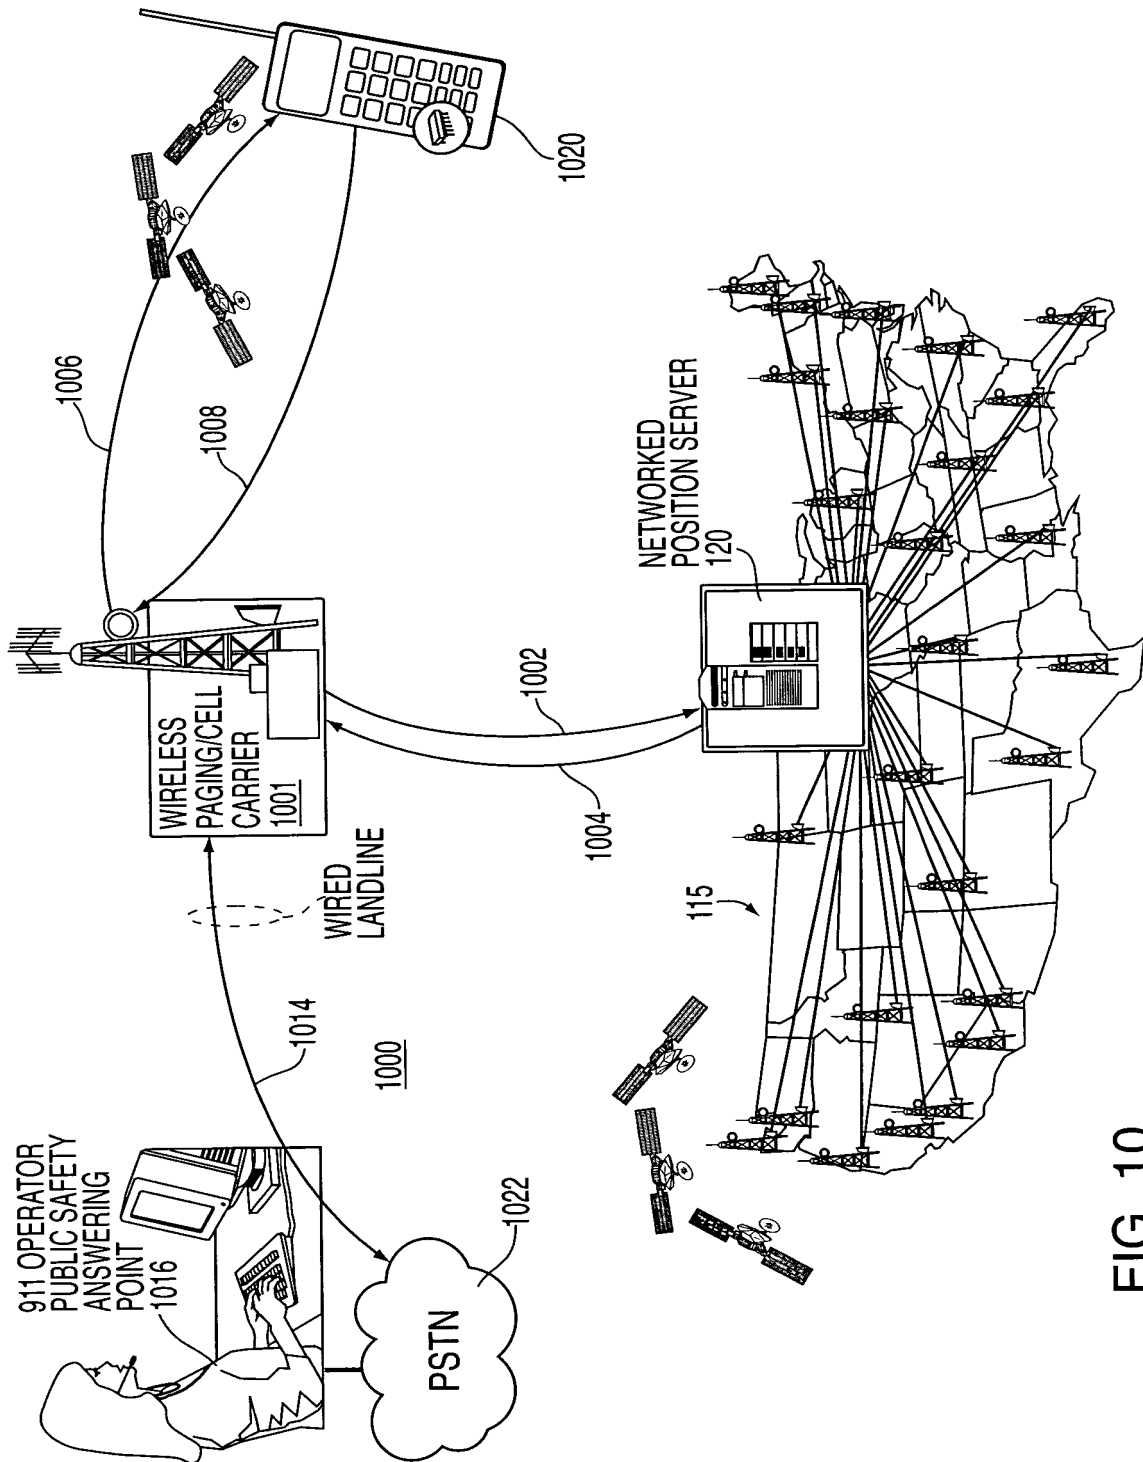 911 OPERATOR
PUBLIC SAFETY
ANSWERING
POINT
1016
PSTN
1022
1014
1000
WIRED
LANDLINE
WIRELESS
PAGING/CELL
CARRIER
1001
1006
1008
1020
1002
1004
NETWORKED
POSITION SERVER
120
115
FIG. 10